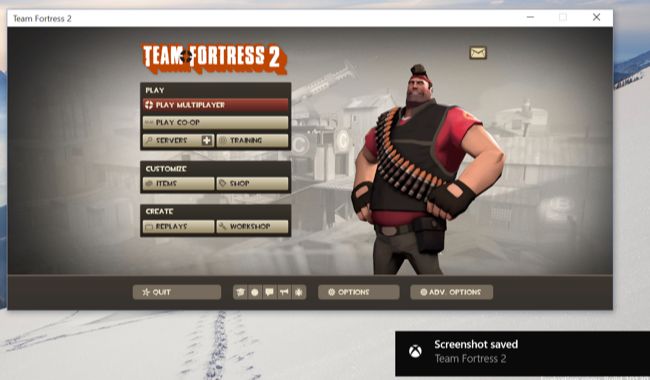 Team Fortress 2
TEAM FORTRESS 2
PLAY
PLAY MULTIPLAYER
PLAY CO-OP
SERVERS
TRAINING
CUSTOMIZE
ITEMS
SHOP
CREATE
REPLAYS
WORKSHOP
QUIT
OPTIONS
ADV. OPTIONS
Screenshot saved
Team Fortress 2